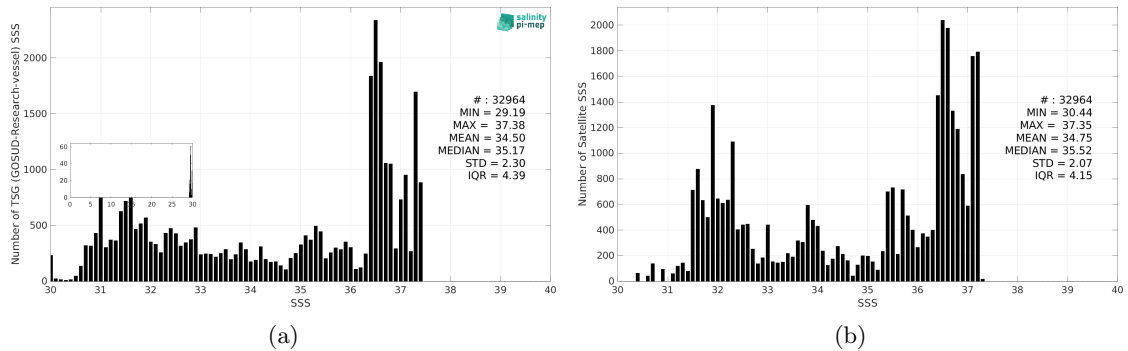 salinity
pi-mep
Number of TSG (GOSUD-Research-vessel) SSS
2000
1500
1000
500
0
# : 32964
MIN = 29.19
MAX = 37.38
MEAN = 34.50
MEDIAN = 35.17
STD = 2.30
IQR = 4.39
60
40
20
0
0 5 10 15 20 25 30
30 31 32 33 34 35 36 37 38 39 40
SSS
(a)
Number of Satellite SSS
2000
1800
1600
1400
1200
1000
800
600
400
200
0
# : 32964
MIN = 30.44
MAX = 37.35
MEAN = 34.75
MEDIAN = 35.52
STD = 2.07
IQR = 4.15
30 31 32 33 34 35 36 37 38 39 40
SSS
(b)